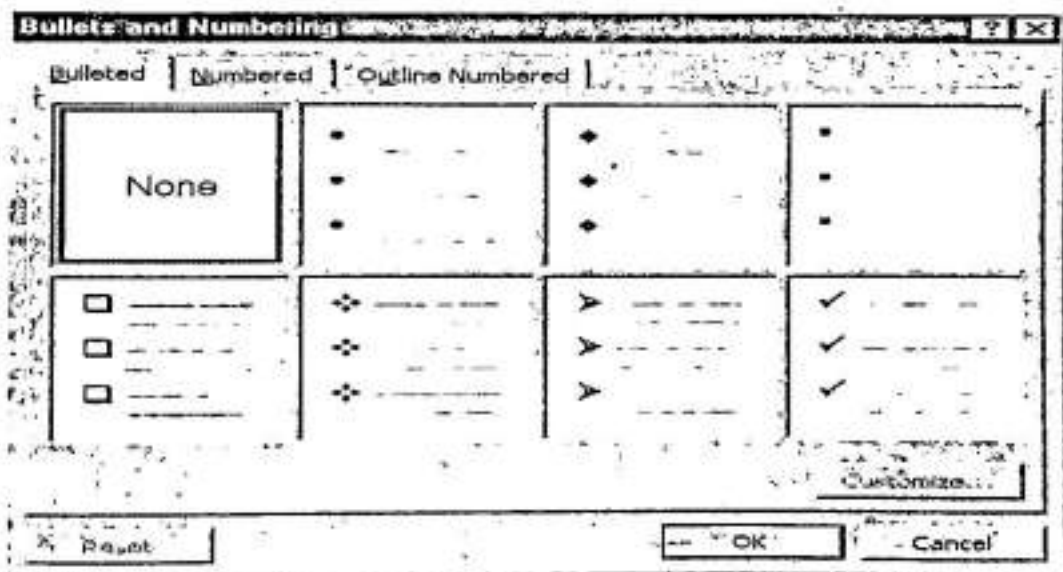 Bullets and Numbering
Bulleted Numbered Outline Numbered
None
Customize...
Reset OK Cancel